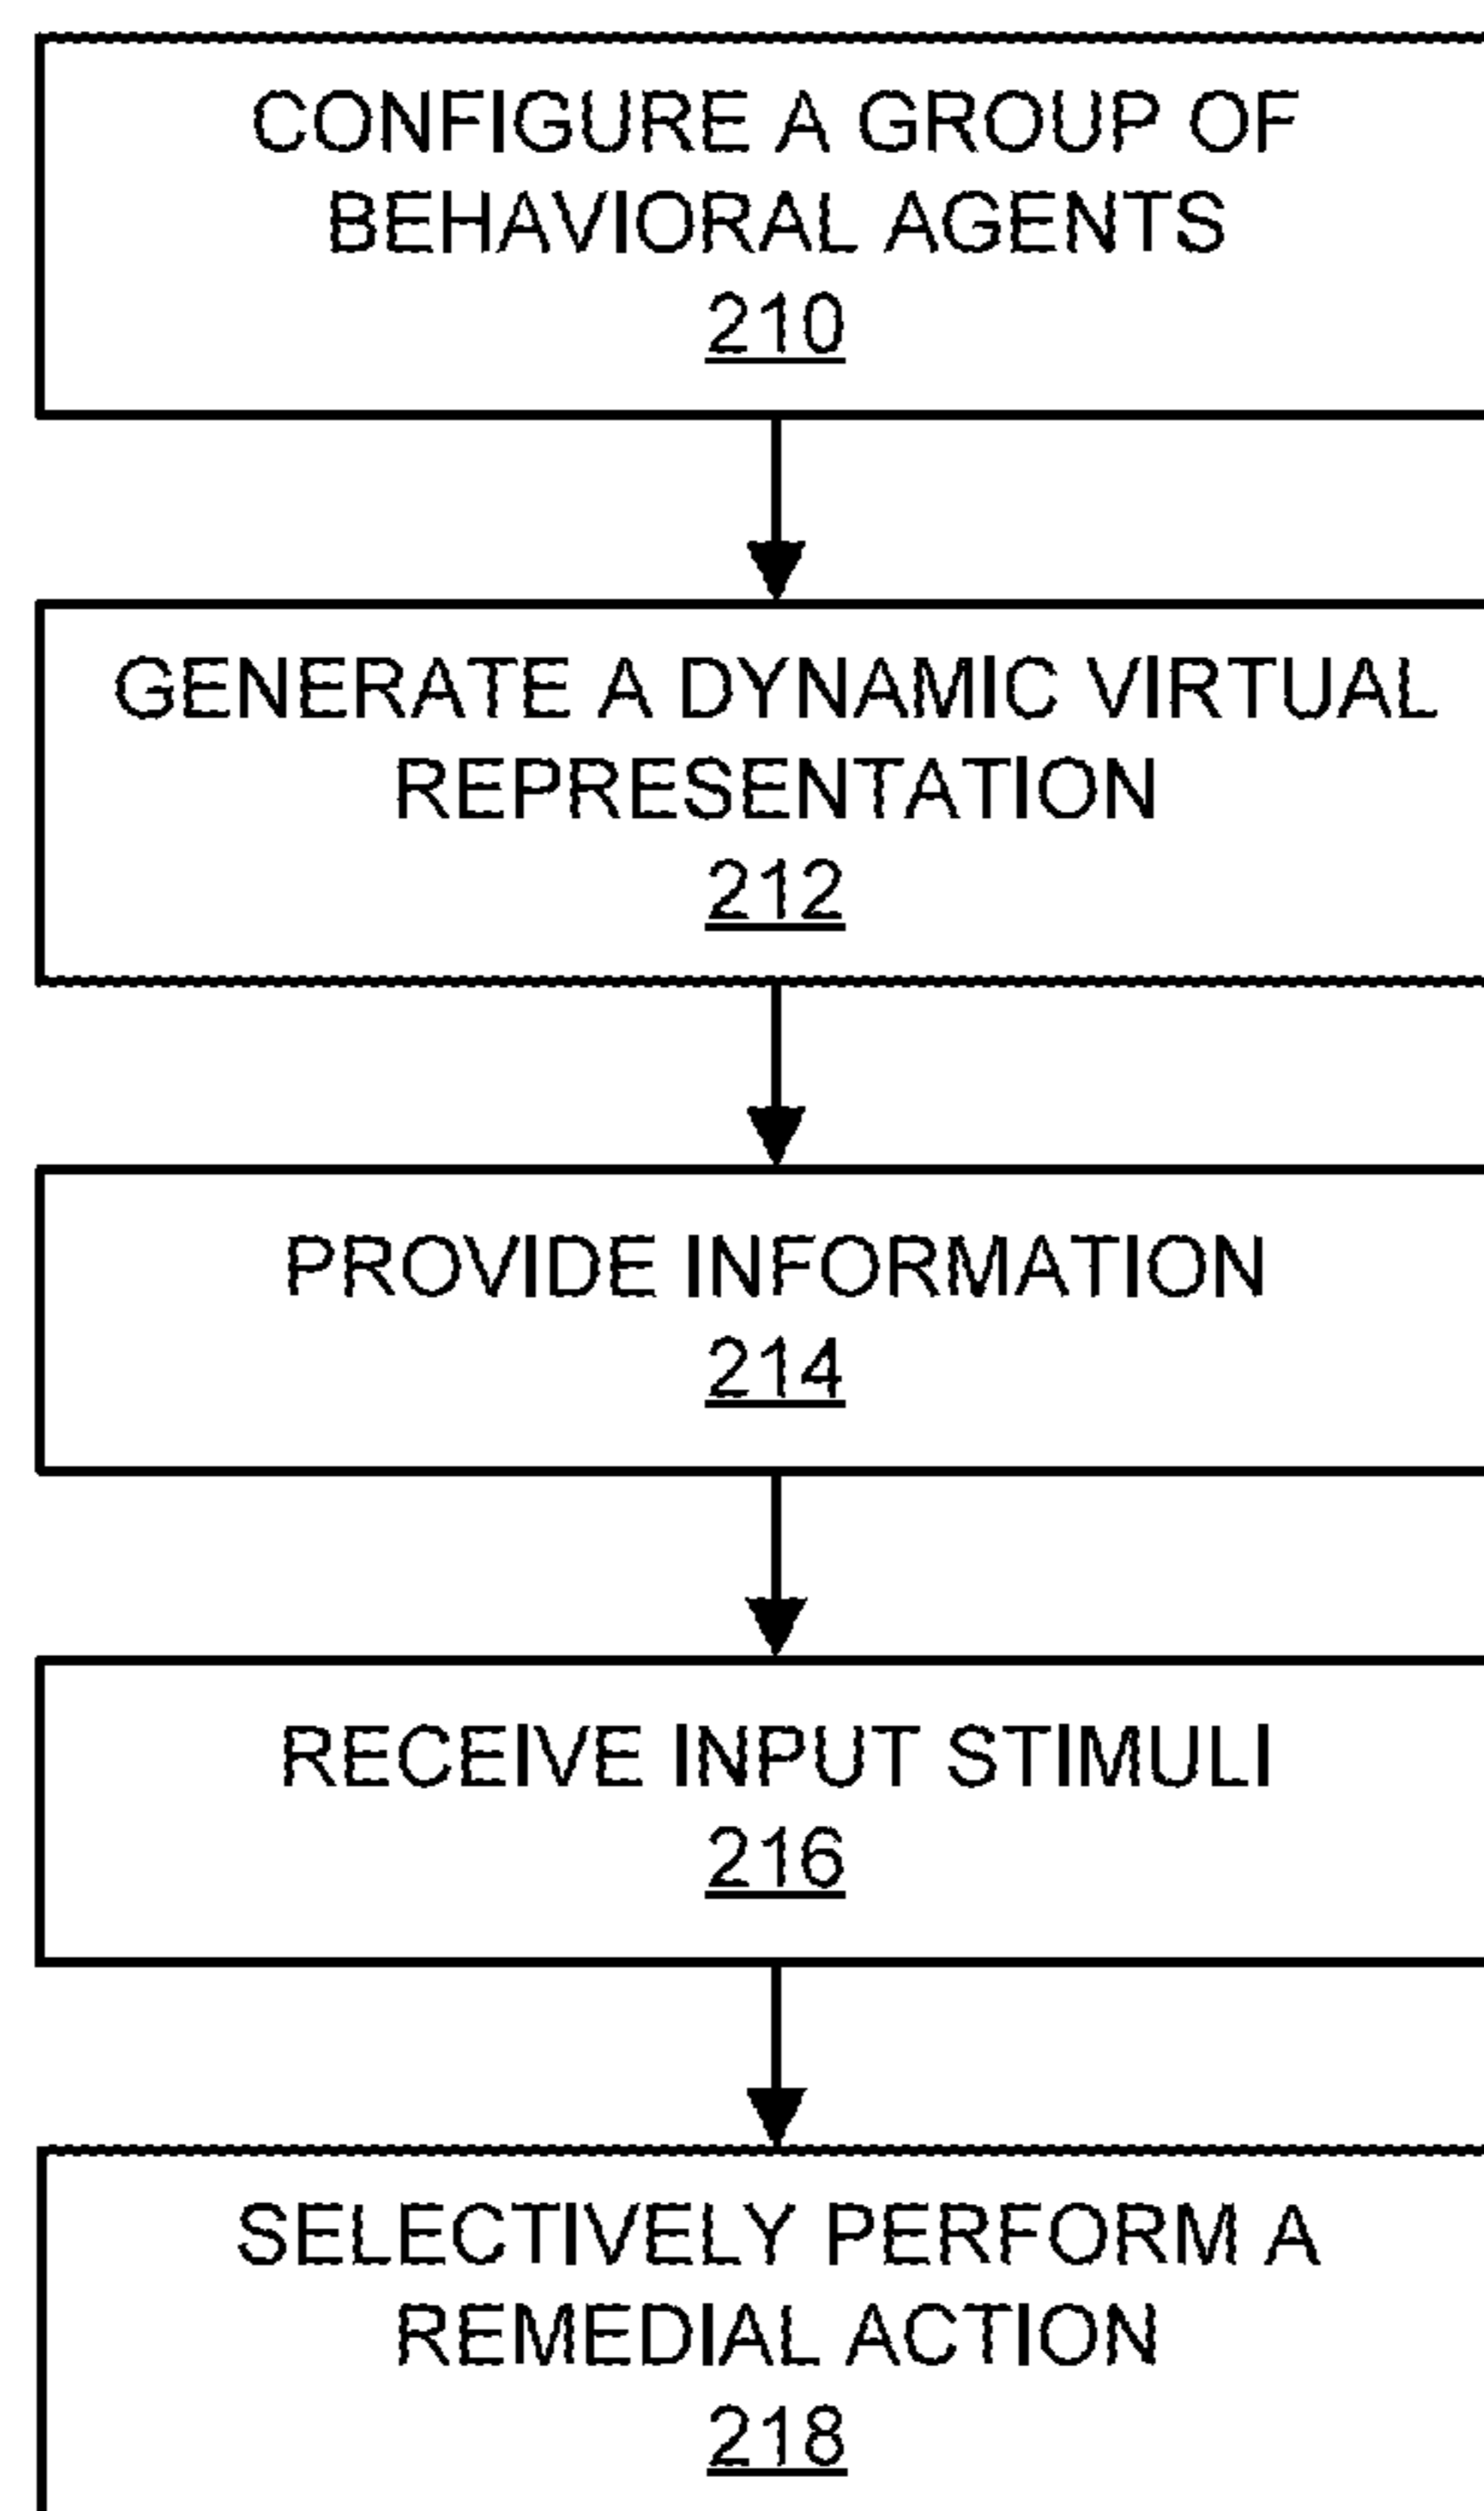 CONFIGURE A GROUP OF
BEHAVIORAL AGENTS
210
GENERATE A DYNAMIC VIRTUAL
REPRESENTATION
212
PROVIDE INFORMATION
214
RECEIVE INPUT STIMULI
216
SELECTIVELY PERFORM A
REMEDIAL ACTION
218